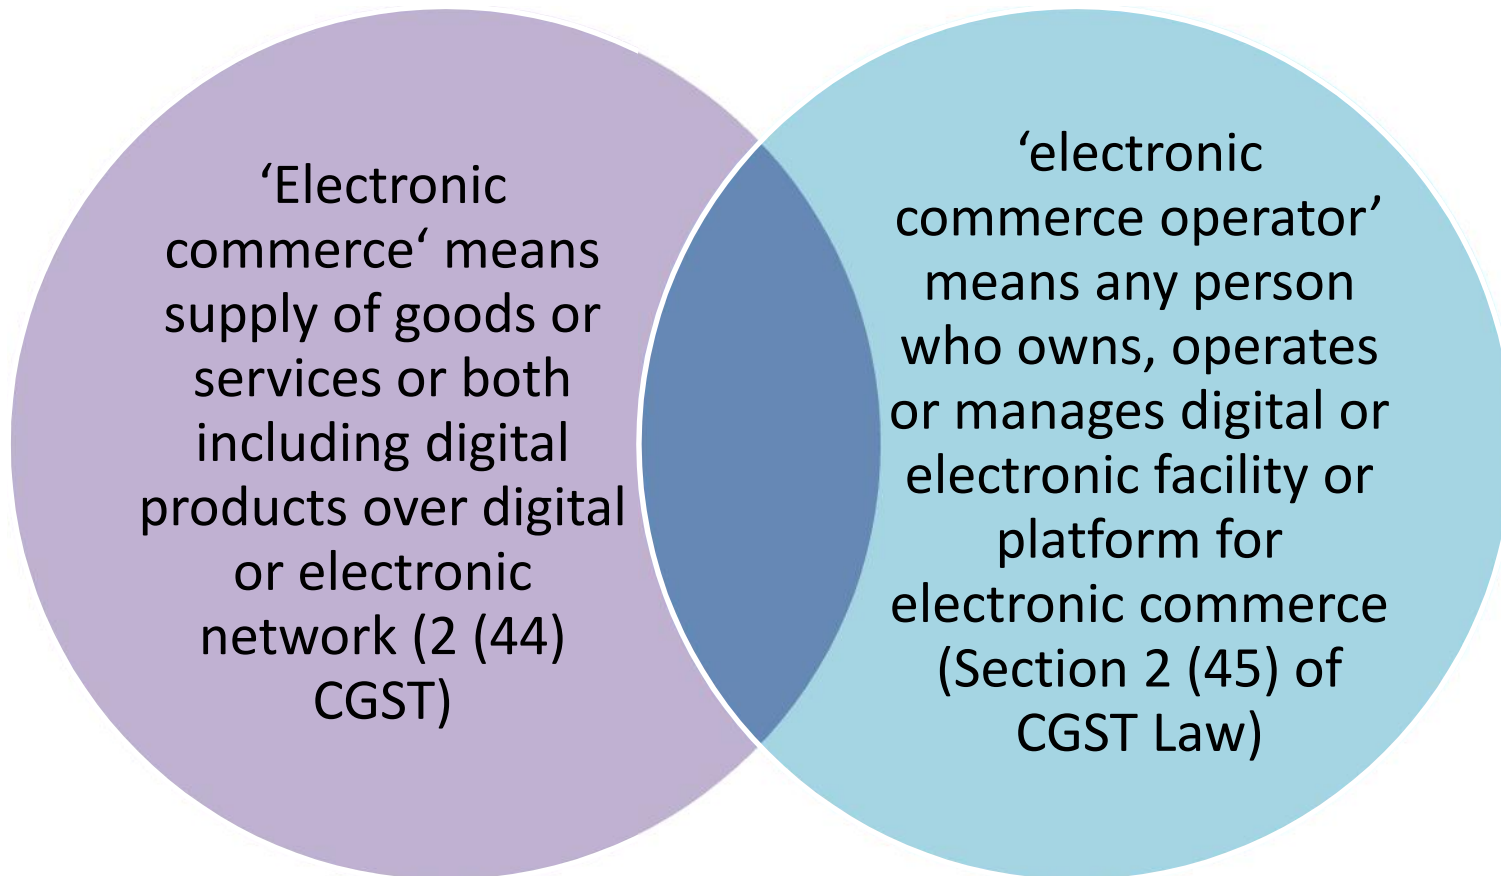 ‘Electronic
commerce‘ means
supply of goods or
services or both
including digital
products over digital
or electronic
network (2 (44)
CGST)
‘electronic
commerce operator’
means any person
who owns, operates
or manages digital or
electronic facility or
platform for
electronic commerce
(Section 2 (45) of
CGST Law)